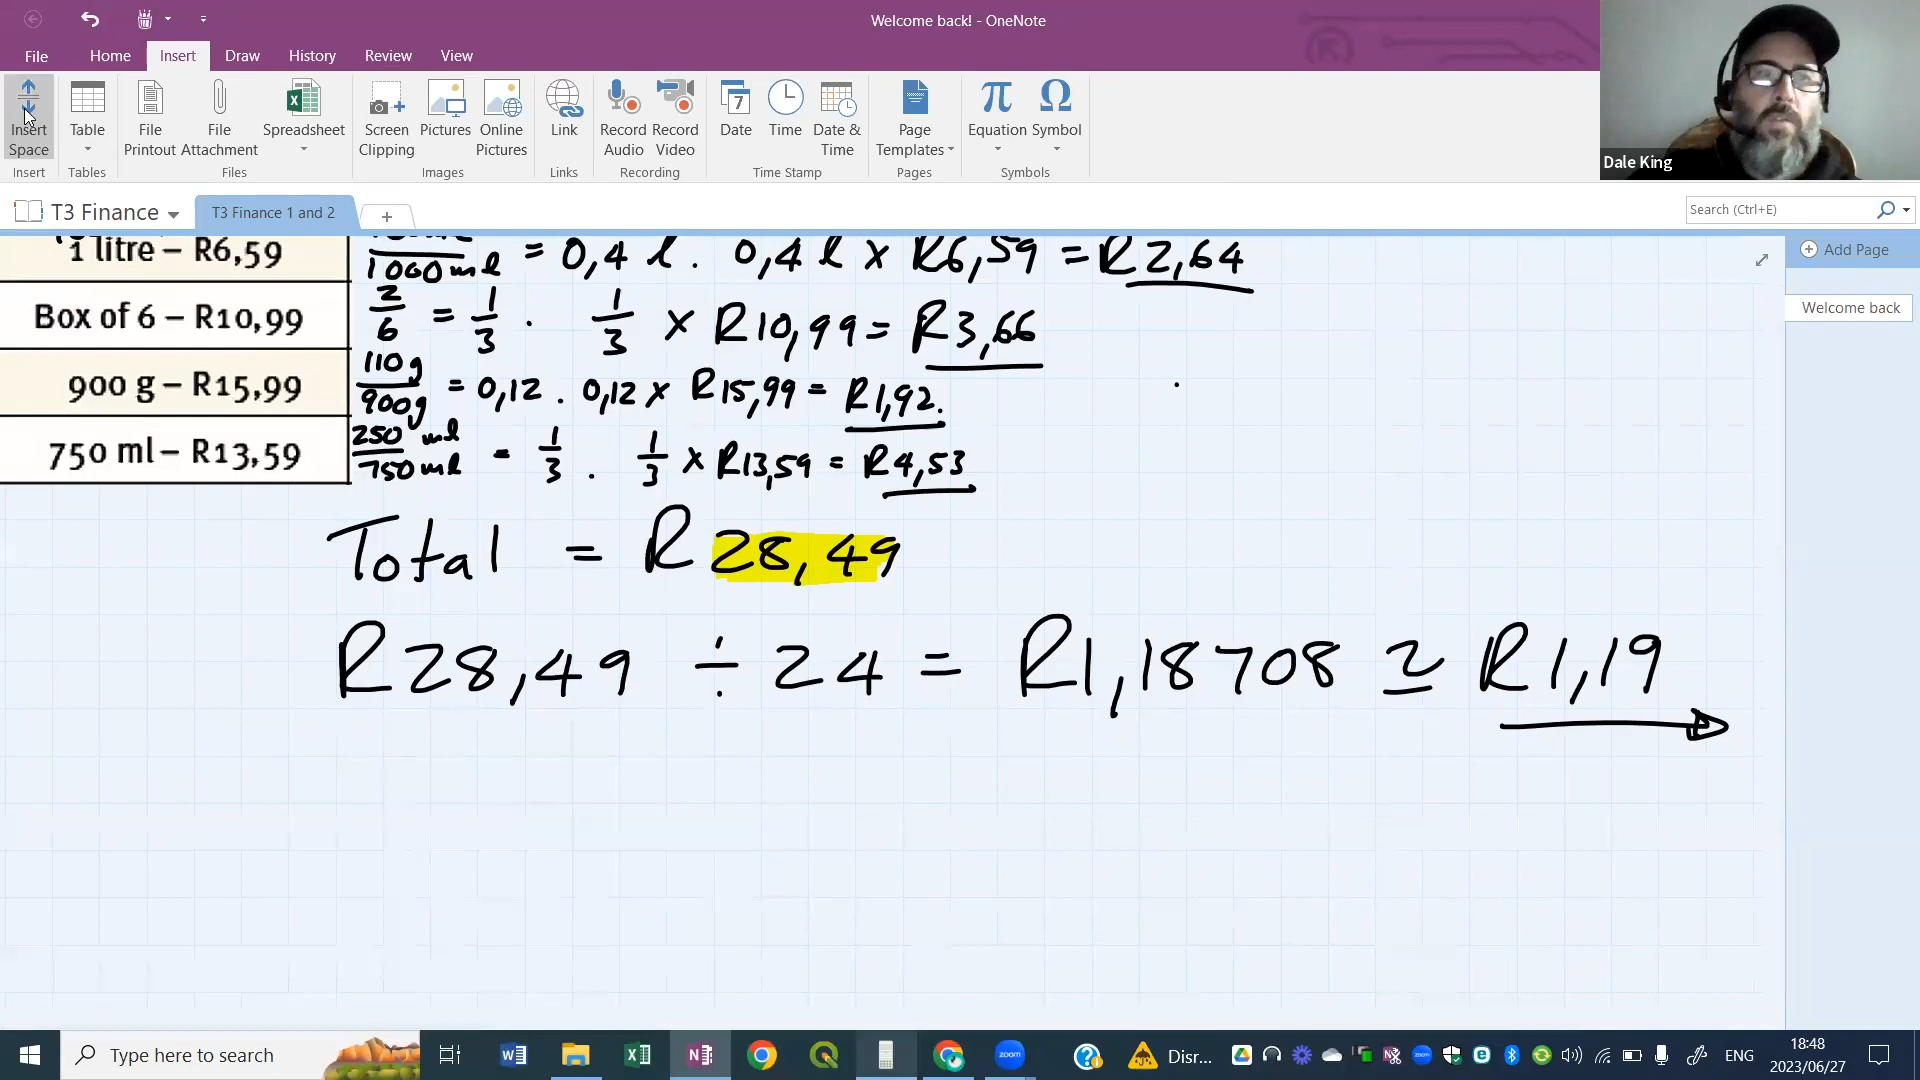 Welcome back! - OneNote
File Home Insert Draw History Review View
Insert Space
Table
File Printout
File Attachment
Spreadsheet
Screen Clipping
Pictures
Online Pictures
Link
Record Audio
Record Video
Date
Time
Date & Time
Page Templates
Equation
Symbol
Insert Tables Files Images Links Recording Time Stamp Pages Symbols
Dale King
T3 Finance
T3 Finance 1 and 2
Search (Ctrl+E)
Add Page
Welcome back
1 litre – R6,59
1000ml = 0,4 l. 0,4 l x R6,59 = R2,64
Box of 6 – R10,99
2/6 = 1/3 . 1/3 x R10,99 = R3,66
900 g – R15,99
110g/900g = 0,12 . 0,12 x R15,99 = R1,92.
750 ml – R13,59
250 ml/750 ml = 1/3 . 1/3 x R13,59 = R4,53
Total = R28,49
R28,49 ÷ 24 = R1,18708 ≃ R1,19
Type here to search
zoom
Disr...
ENG
18:48
2023/06/27